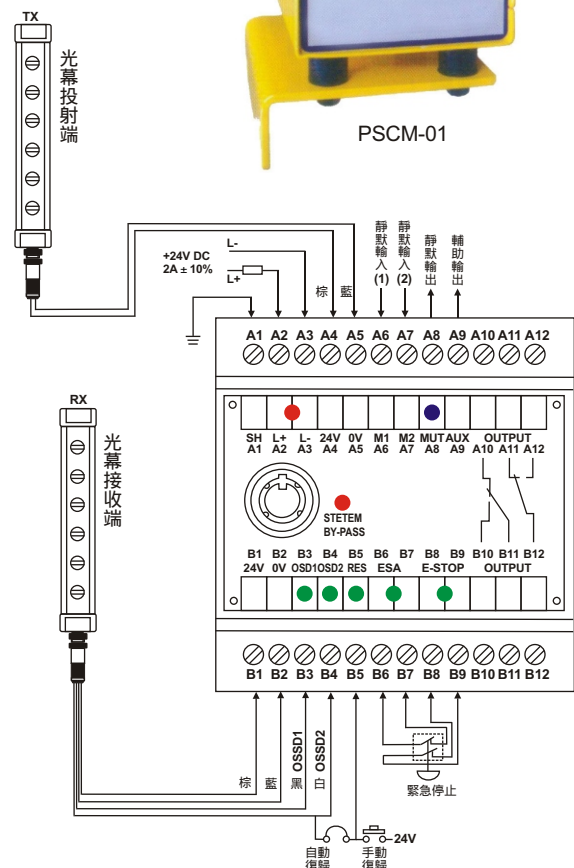 TX
光幕投射端
PSCM-01
+24V DC
2A ± 10%
L-
L+
棕
藍
靜默輸入(1)
靜默輸入(2)
靜默輸出
輔助輸出
A1 A2 A3 A4 A5 A6 A7 A8 A9 A10 A11 A12
SH L+ L- 24V 0V M1 M2 MUT AUX OUTPUT
A1 A2 A3 A4 A5 A6 A7 A8 A9 A10 A11 A12
STETEM
BY-PASS
RX
光幕接收端
B1 B2 B3 B4 B5 B6 B7 B8 B9 B10 B11 B12
24V 0V OSD1 OSD2 RES ESA E-STOP OUTPUT
B1 B2 B3 B4 B5 B6 B7 B8 B9 B10 B11 B12
棕
藍
黑 OSSD1
白 OSSD2
緊急停止
24V
自動復歸
手動復歸